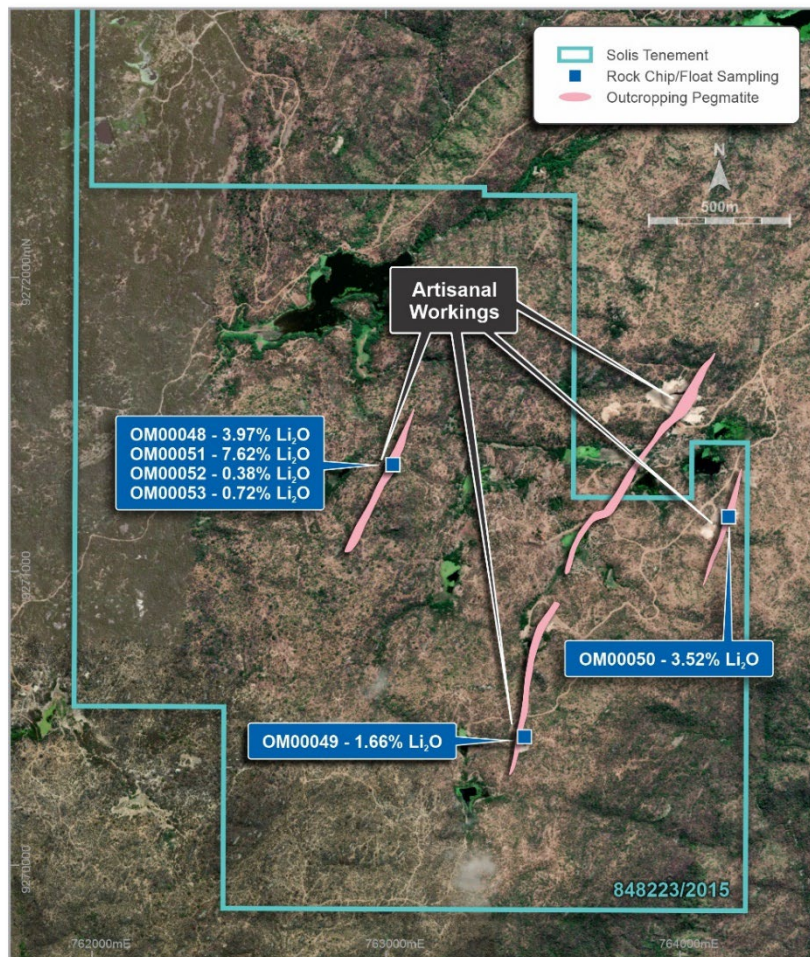 Solis Tenement
Rock Chip/Float Sampling
Outcropping Pegmatite
N
500m
9272000mN
Artisanal
Workings
OM00048 - 3.97% Li₂O
OM00051 - 7.62% Li₂O
OM00052 - 0.38% Li₂O
OM00053 - 0.72% Li₂O
9274000
OM00050 - 3.52% Li₂O
OM00049 - 1.66% Li₂O
9270000
848223/2015
762000mE
763000mE
764000mE